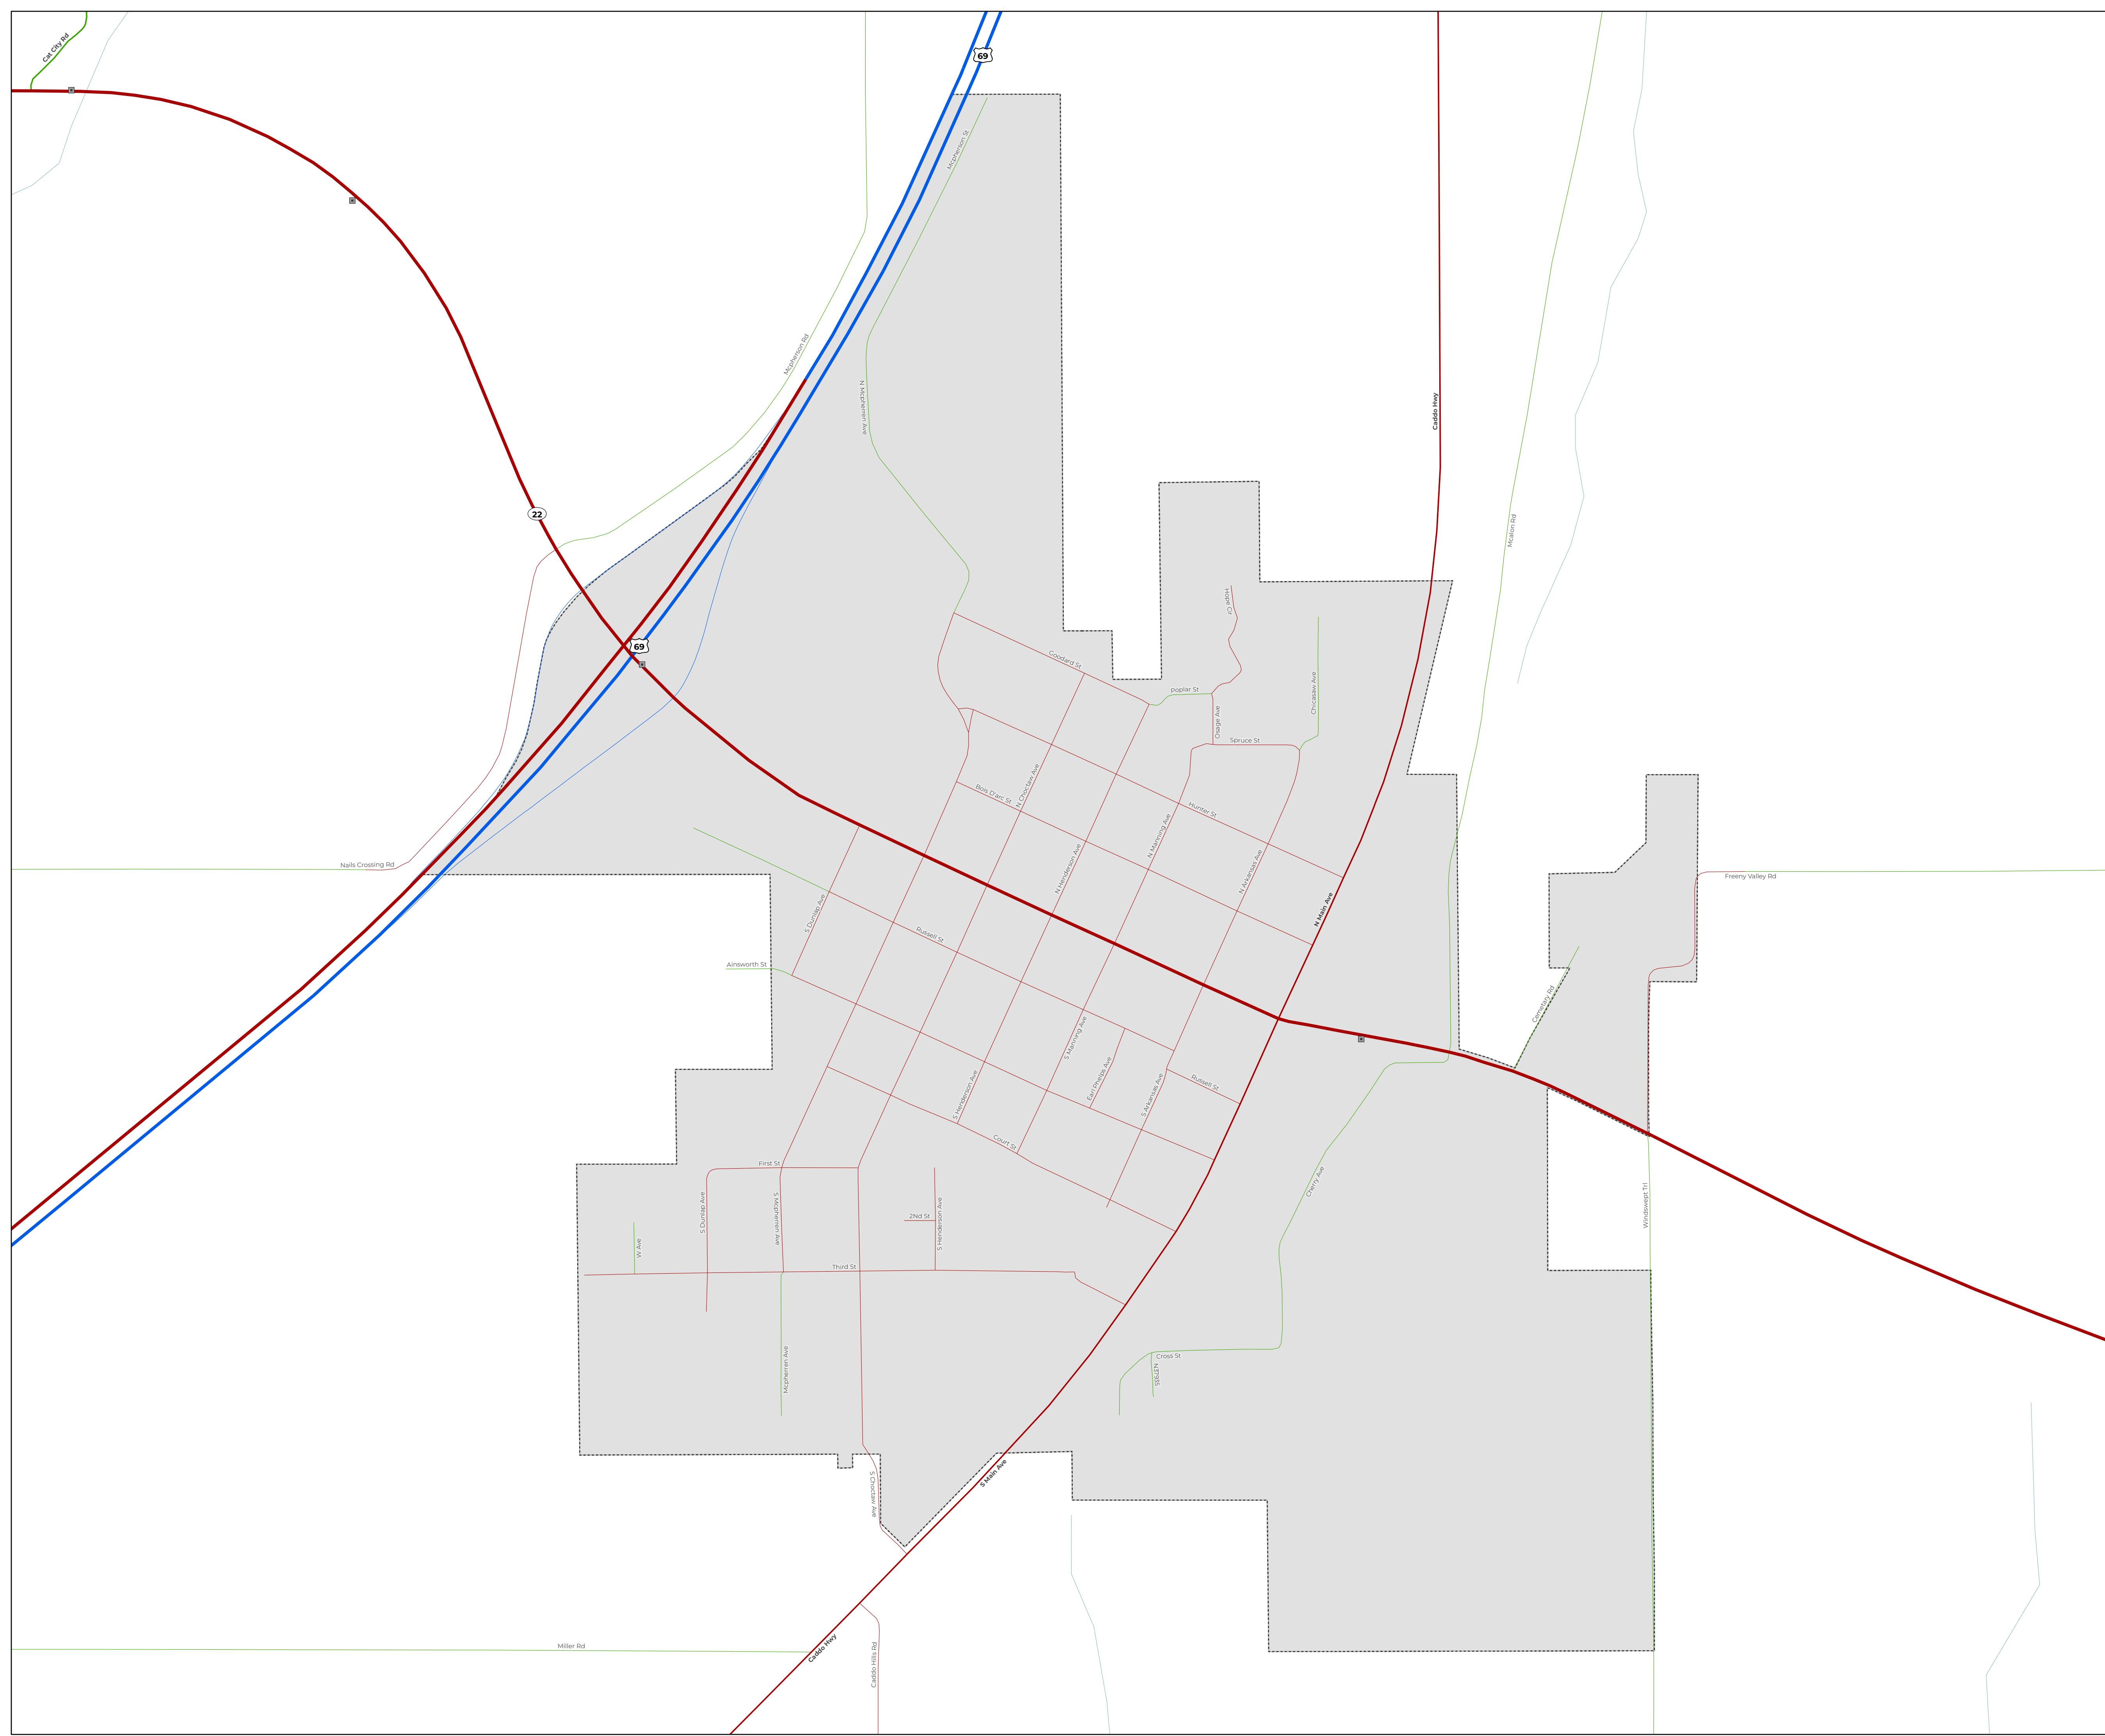 Cat City Rd
69
Mcpherson St
Mcpherson Rd
N Mcpherren Ave
Caddo Hwy
22
Mcalon Rd
Hope Cir
69
Goodard St
poplar St
Chicasaw Ave
Osage Ave
Spruce St
N Choctaw Ave
Bois D'arc St
Hunter St
N Manning Ave
Nails Crossing Rd
N Henderson Ave
N Arkansas Ave
Freeny Valley Rd
S Dunlap Ave
N Main Ave
Russell St
Ainsworth St
Cemetary Rd
S Manning Ave
Earl Phelps Ave
S Henderson Ave
S Arkansas Ave
Russell St
Court St
First St
Cherry Ave
S Dunlap Ave
S Mcpherren Ave
2Nd St
S Henderson Ave
Windswept Trl
W Ave
Third St
Mcpherren Ave
Cross St
N3793S
S Main Ave
S Choctaw Ave
Miller Rd
Caddo Hwy
Caddo Hills Rd